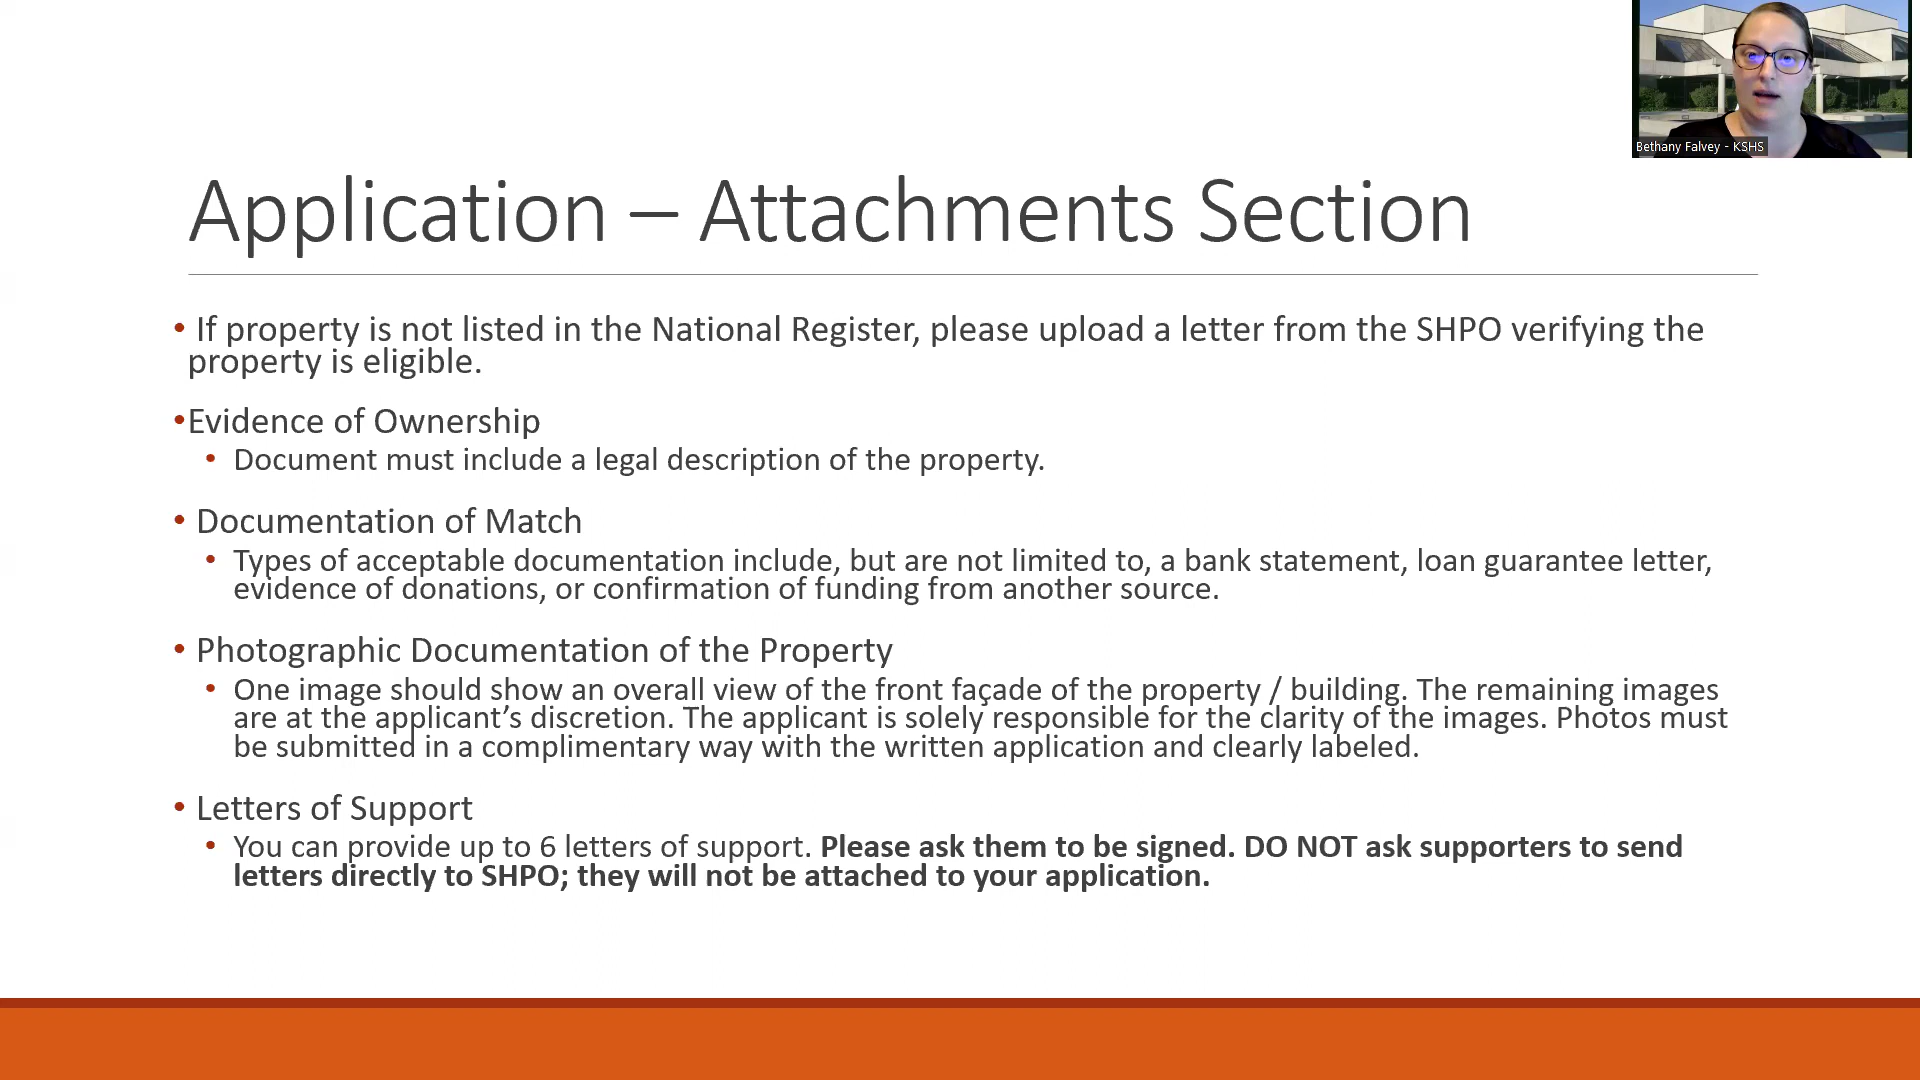 Bethany Falvey - KSHS
Application – Attachments Section
• If property is not listed in the National Register, please upload a letter from the SHPO verifying the
property is eligible.
•Evidence of Ownership
• Document must include a legal description of the property.
• Documentation of Match
• Types of acceptable documentation include, but are not limited to, a bank statement, loan guarantee letter,
evidence of donations, or confirmation of funding from another source.
• Photographic Documentation of the Property
• One image should show an overall view of the front façade of the property / building. The remaining images
are at the applicant’s discretion. The applicant is solely responsible for the clarity of the images. Photos must
be submitted in a complimentary way with the written application and clearly labeled.
• Letters of Support
• You can provide up to 6 letters of support. Please ask them to be signed. DO NOT ask supporters to send
letters directly to SHPO; they will not be attached to your application.